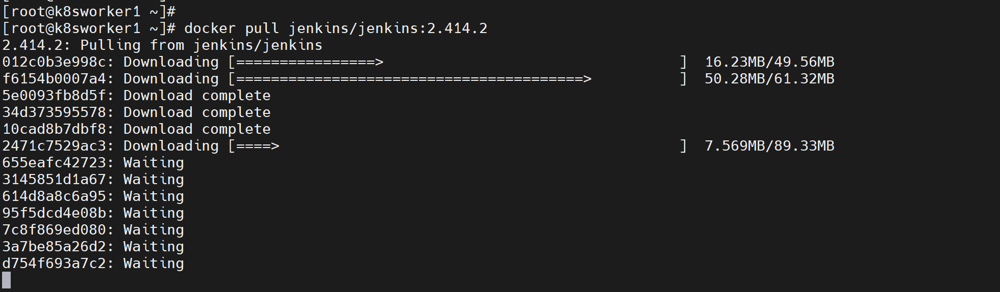 [root@k8sworker1 ~]#
[root@k8sworker1 ~]# docker pull jenkins/jenkins:2.414.2
2.414.2: Pulling from jenkins/jenkins
012c0b3e998c: Downloading [================>                                  ]  16.23MB/49.56MB
f6154b0007a4: Downloading [========================================>          ]  50.28MB/61.32MB
5e0093fb8d5f: Download complete
34d373595578: Download complete
10cad8b7dbf8: Download complete
2471c7529ac3: Downloading [====>                                              ]  7.569MB/89.33MB
655eafc42723: Waiting
3145851d1a67: Waiting
614d8a8c6a95: Waiting
95f5dcd4e08b: Waiting
7c8f869ed080: Waiting
3a7be85a26d2: Waiting
d754f693a7c2: Waiting